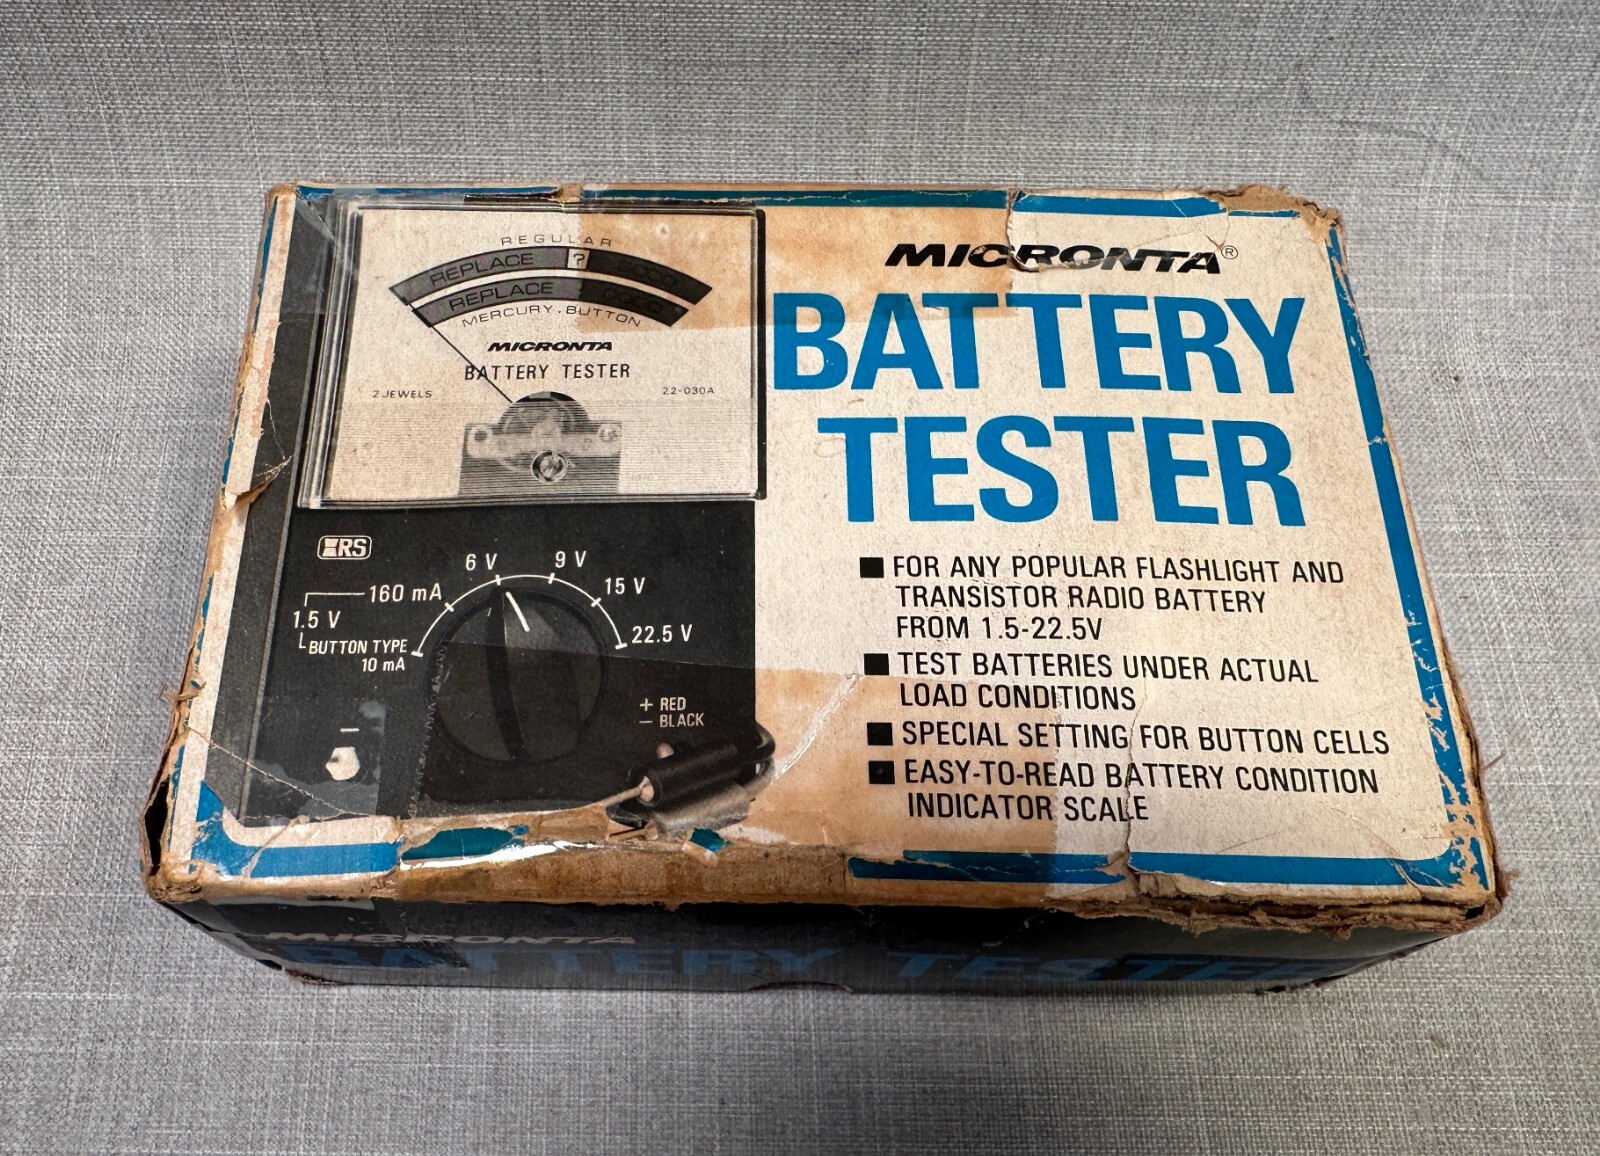 REGULAR
REPLACE ? GOOD
REPLACE ? GOOD
MERCURY. BUTTON
MICRONTA
BATTERY TESTER
2 JEWELS 22-030A
RS
6 V 9 V
160 mA 15 V
1.5 V
BUTTON TYPE 22.5 V
10 mA
+ RED
− BLACK
−
MICRONTA®
BATTERY
TESTER
■ FOR ANY POPULAR FLASHLIGHT AND
TRANSISTOR RADIO BATTERY
FROM 1.5-22.5V
■ TEST BATTERIES UNDER ACTUAL
LOAD CONDITIONS
■ SPECIAL SETTING FOR BUTTON CELLS
■ EASY-TO-READ BATTERY CONDITION
INDICATOR SCALE
MICRONTA
BATTERY TESTER